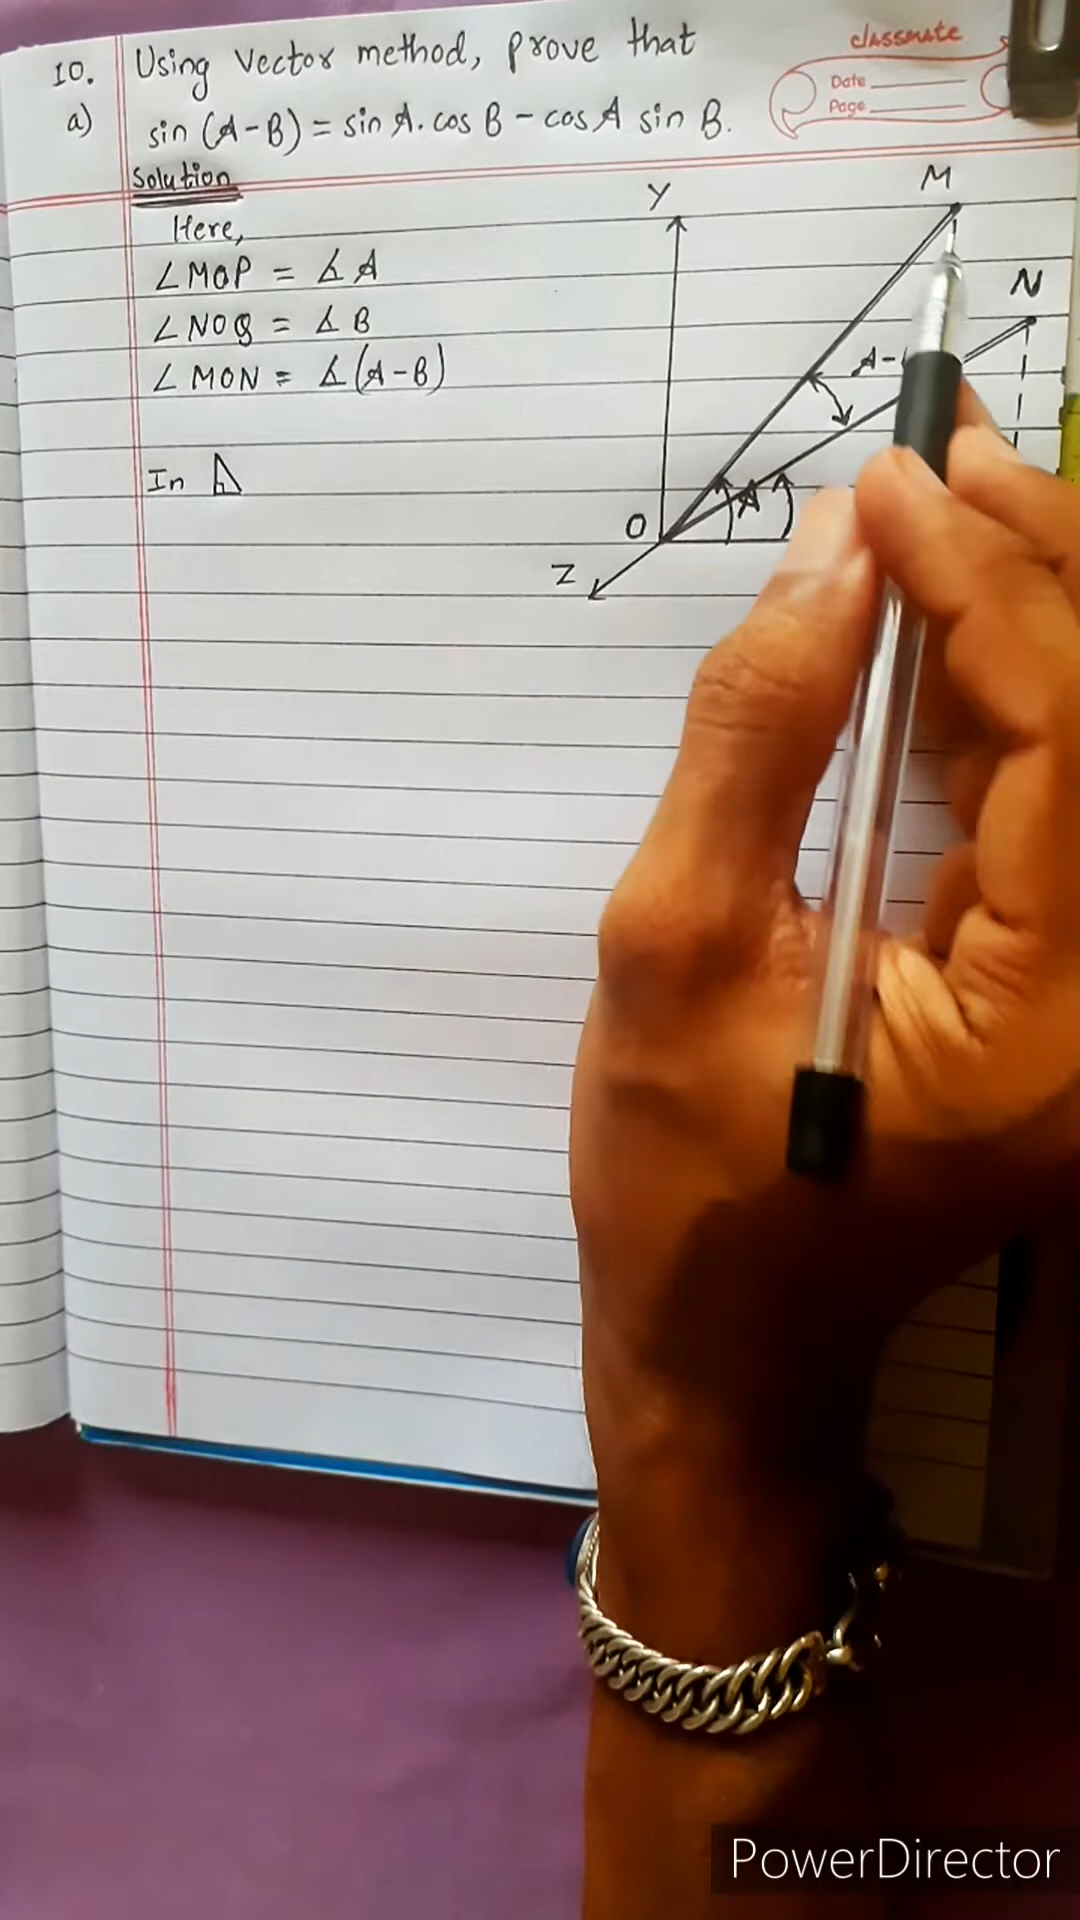 classmate
Date
Page
10. Using vector method, prove that
a) sin (A-B) = sin A. cos B - cos A sin B.
Solution
Here,
∠MOP = ∡ A
∠NOQ = ∡ B
∠MON = ∡(A-B)
In
Y
M
N
A-
A
O
Z
PowerDirector